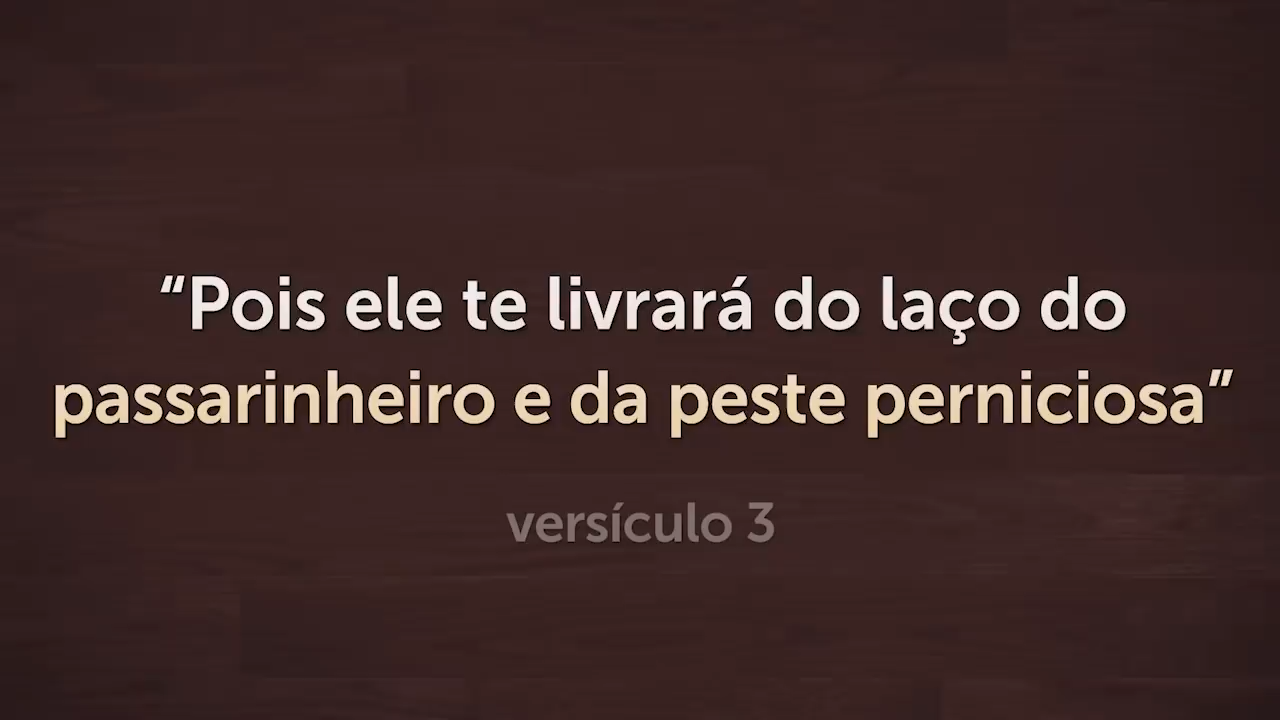 “Pois ele te livrará do laço do
passarinheiro e da peste perniciosa”
versículo 3